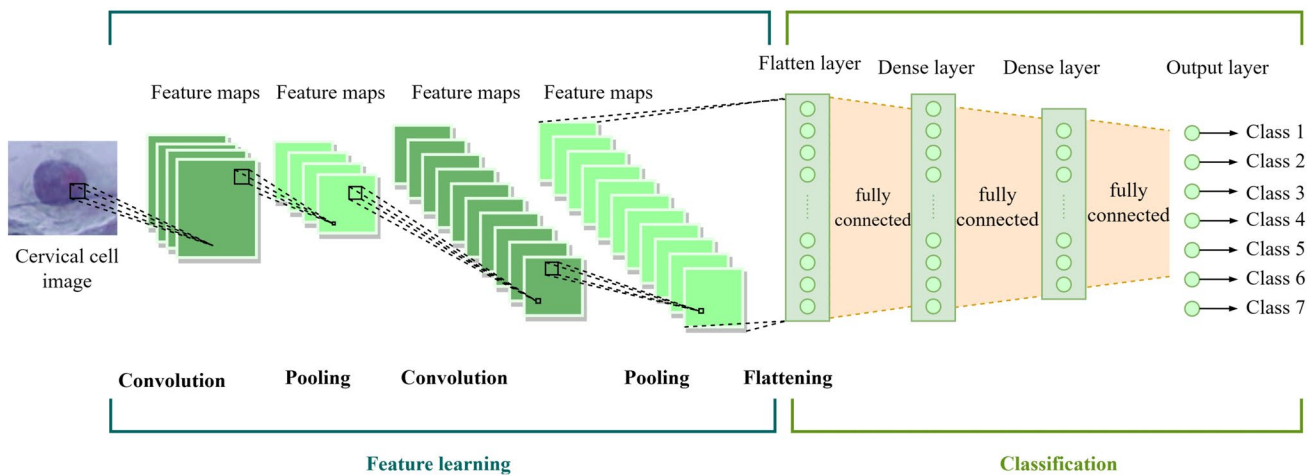 Flatten layer
Dense layer
Dense layer
Output layer
Feature maps
Feature maps
Feature maps
Feature maps
Cervical cell
image
fully
connected
fully
connected
fully
connected
Class 1
Class 2
Class 3
Class 4
Class 5
Class 6
Class 7
Convolution
Pooling
Convolution
Pooling
Flattening
Feature learning
Classification